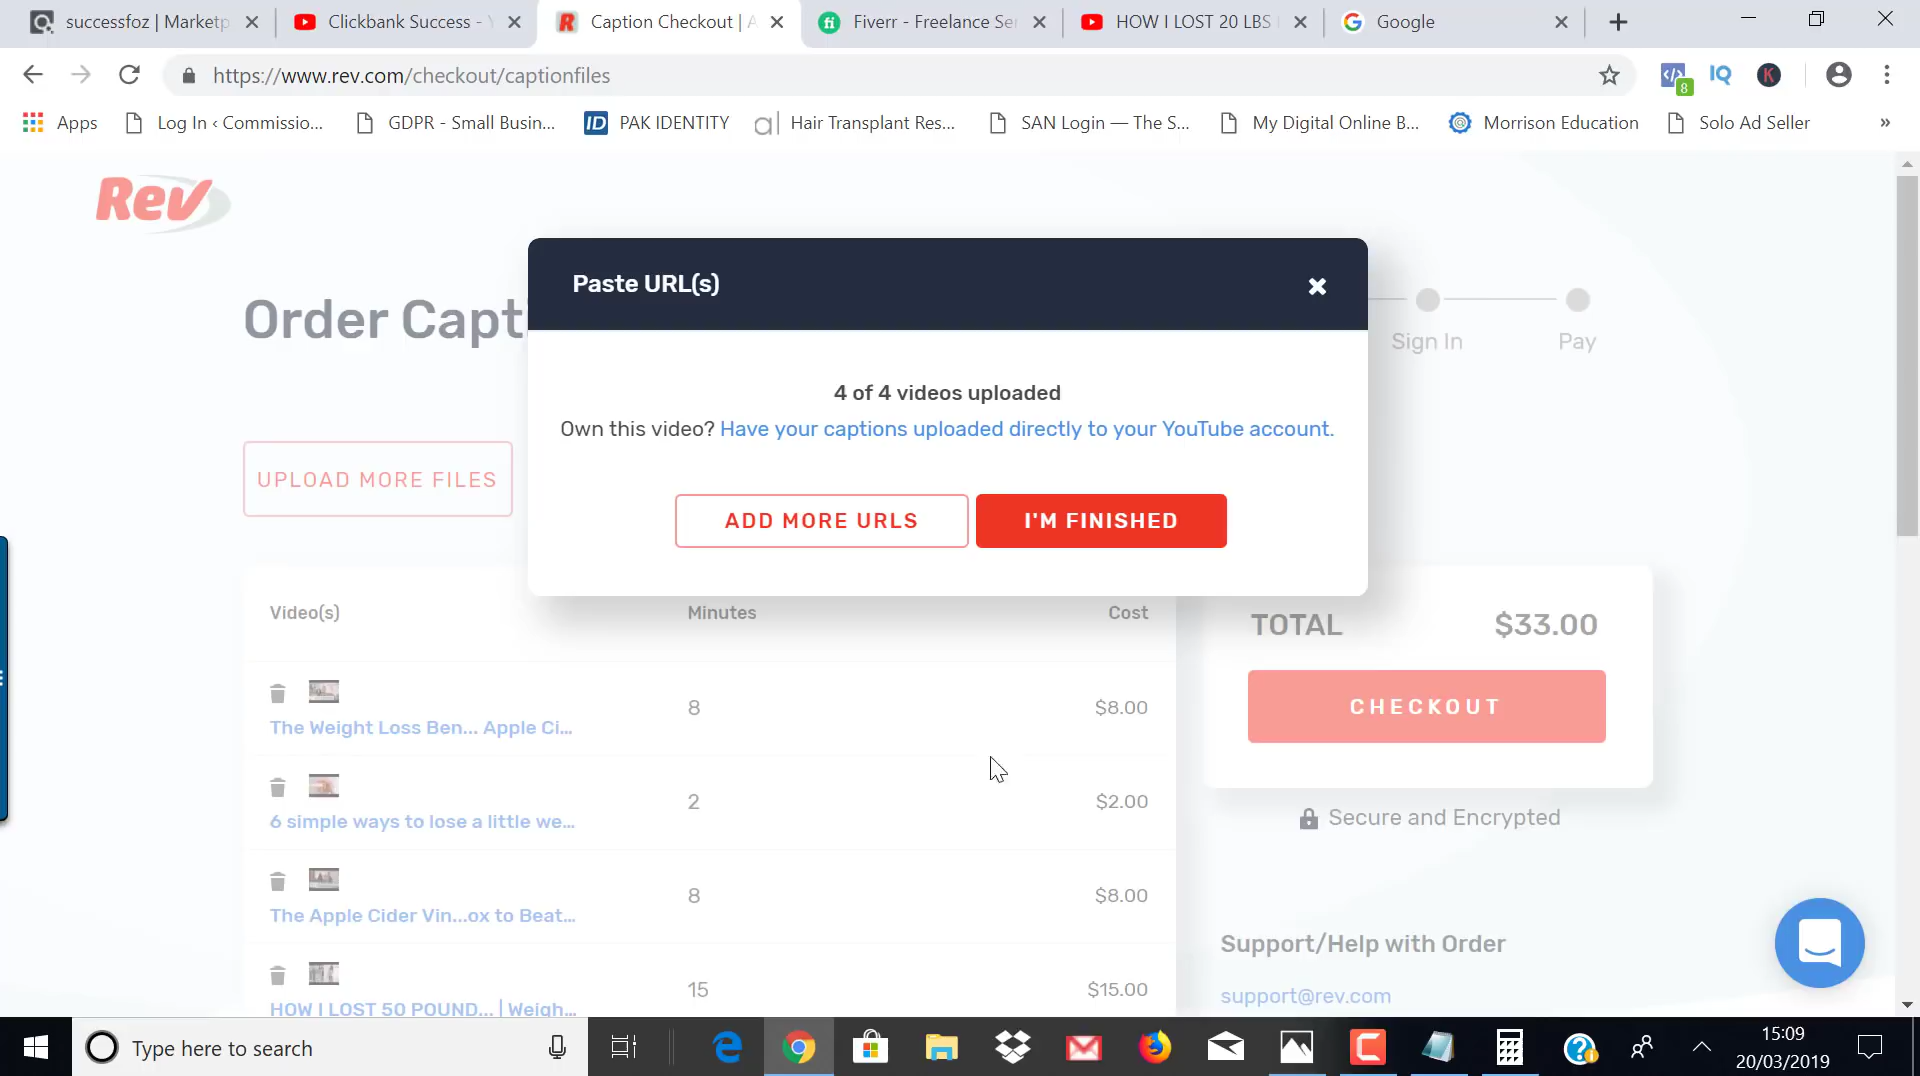 successfoz | Marketp
Clickbank Success - Y
Caption Checkout | A
Fiverr - Freelance Ser
HOW I LOST 20 LBS I
Google
https://www.rev.com/checkout/captionfiles
8
IQ
K
Apps
Log In ‹ Commissio...
GDPR - Small Busin...
ID PAK IDENTITY
Hair Transplant Res...
SAN Login — The S...
My Digital Online B...
Morrison Education
Solo Ad Seller
»
Rev
Paste URL(s)
Order Capti
Sign In
Pay
4 of 4 videos uploaded
Own this video? Have your captions uploaded directly to your YouTube account.
UPLOAD MORE FILES
ADD MORE URLS
I'M FINISHED
Video(s)
Minutes
Cost
TOTAL
$33.00
The Weight Loss Ben... Apple Ci...
8
$8.00
CHECKOUT
6 simple ways to lose a little we...
2
$2.00
Secure and Encrypted
The Apple Cider Vin...ox to Beat...
8
$8.00
Support/Help with Order
HOW I LOST 50 POUND... | Weigh...
15
$15.00
support@rev.com
Type here to search
15:09
20/03/2019